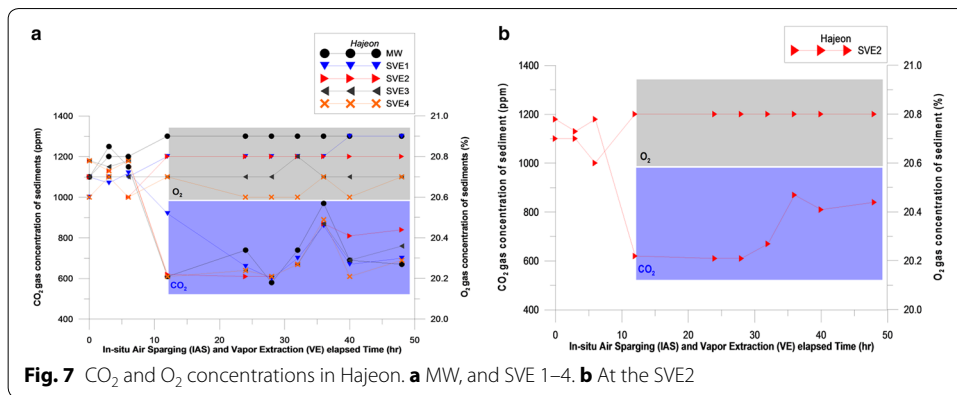 a
Hajeon
MW
SVE1
SVE2
SVE3
SVE4
CO2 gas concentration of sediments (ppm)
1400
1200
1000
800
600
400
O2
CO2
21.0
20.8
20.6
20.4
20.2
20.0
O2 gas concentration of sediments (%)
0 10 20 30 40 50
In-situ Air Sparging (IAS) and Vapor Extraction (VE) elapsed Time (hr)
b
Hajeon
SVE2
CO2 gas concentration of sediment (ppm)
1400
1200
1000
800
600
400
O2
CO2
21.0
20.8
20.6
20.4
20.2
20.0
O2 gas concentration of sediment (%)
0 10 20 30 40 50
In-situ Air Sparging (IAS) and Vapor Extraction (VE) elapsed Time (hr)
Fig. 7 CO2 and O2 concentrations in Hajeon. a MW, and SVE 1–4. b At the SVE2